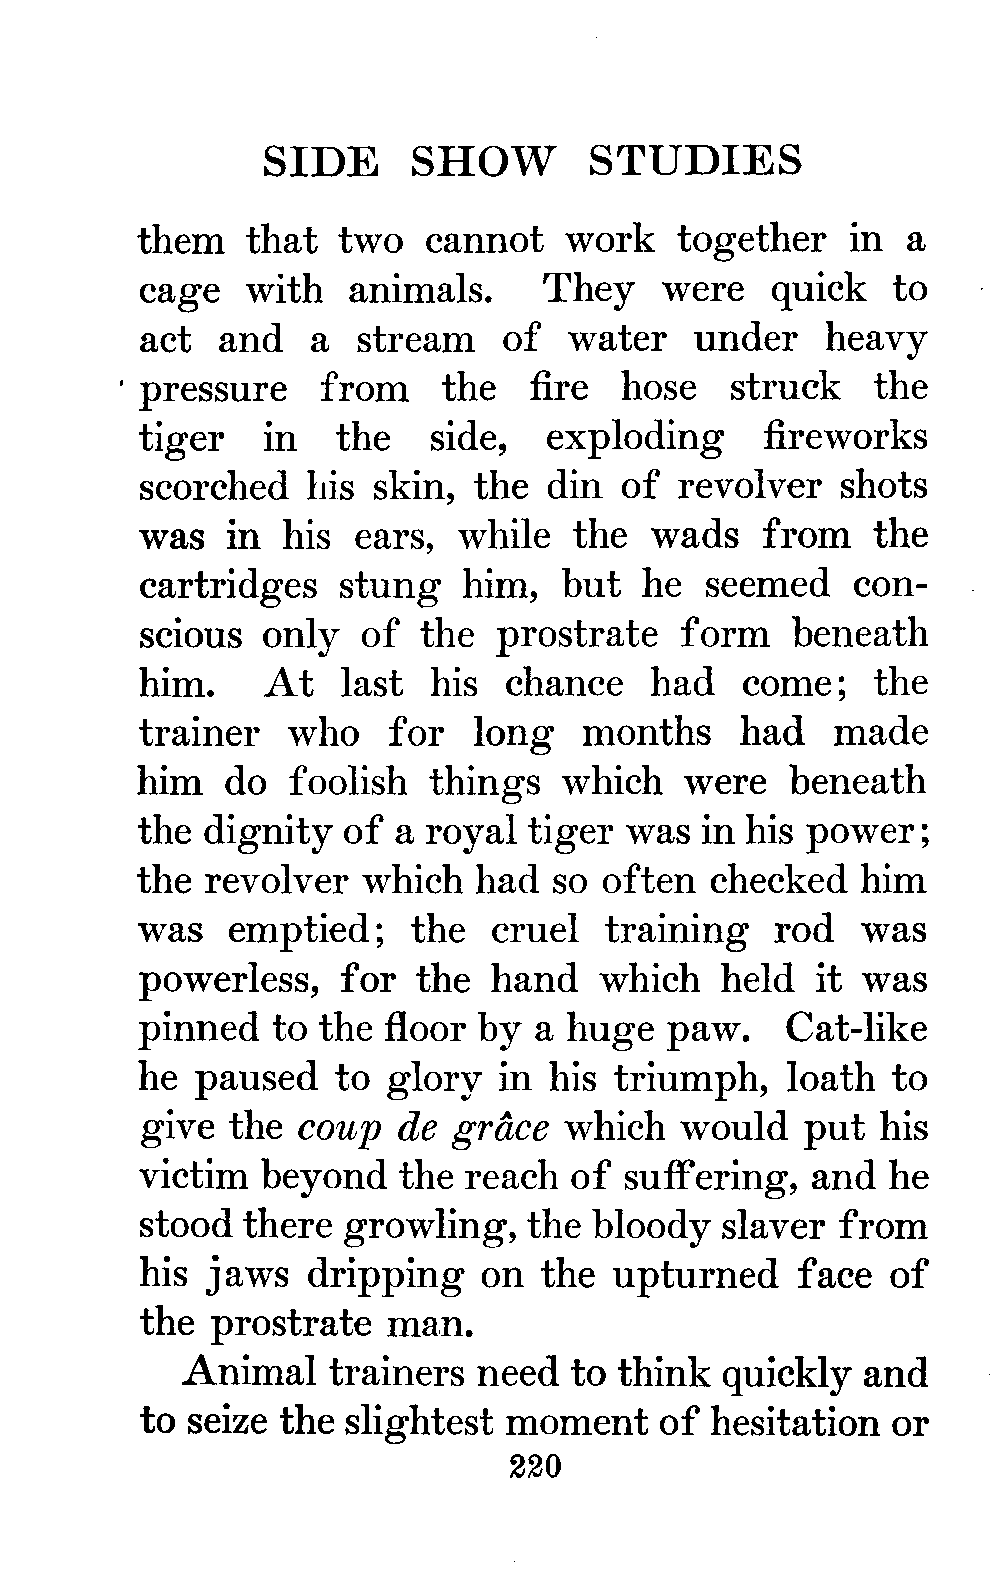 SIDE SHOW STUDIES
them that two cannot work together in a
cage with animals. They were quick to
act and a stream of water under heavy
pressure from the fire hose struck the
tiger in the side, exploding fireworks
scorched his skin, the din of revolver shots
was in his ears, while the wads from the
cartridges stung him, but he seemed con-
scious only of the prostrate form beneath
him. At last his chance had come; the
trainer who for long months had made
him do foolish things which were beneath
the dignity of a royal tiger was in his power;
the revolver which had so often checked him
was emptied; the cruel training rod was
powerless, for the hand which held it was
pinned to the floor by a huge paw. Cat-like
he paused to glory in his triumph, loath to
give the coup de grâce which would put his
victim beyond the reach of suffering, and he
stood there growling, the bloody slaver from
his jaws dripping on the upturned face of
the prostrate man.
Animal trainers need to think quickly and
to seize the slightest moment of hesitation or
220